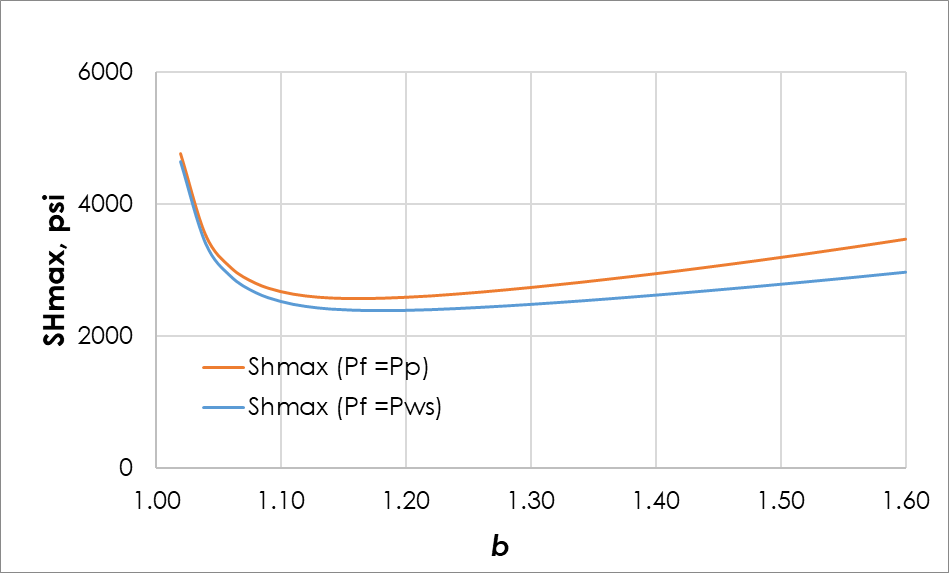 6000
4000
2000
0
SHmax, psi
Shmax (Pf =Pp)
Shmax (Pf =Pws)
1.00 1.10 1.20 1.30 1.40 1.50 1.60
b